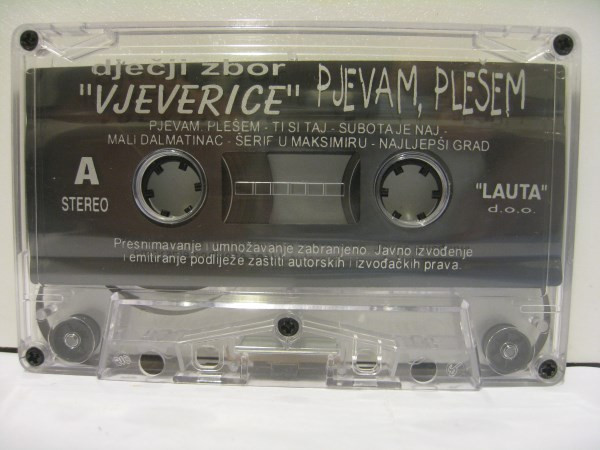 dječji zbor
"VJEVERICE" PJEVAM, PLEŠEM
PJEVAM, PLEŠEM - TI SI TAJ - SUBOTA JE NAJ -
MALI DALMATINAC - ŠERIF U MAKSIMIRU - NAJLJEPŠI GRAD
A
STEREO
"LAUTA"
d.o.o.
Presnimavanje i umnožavanje zabranjeno. Javno izvođenje
i emitiranje podliježe zaštiti autorskih i izvođačkih prava.